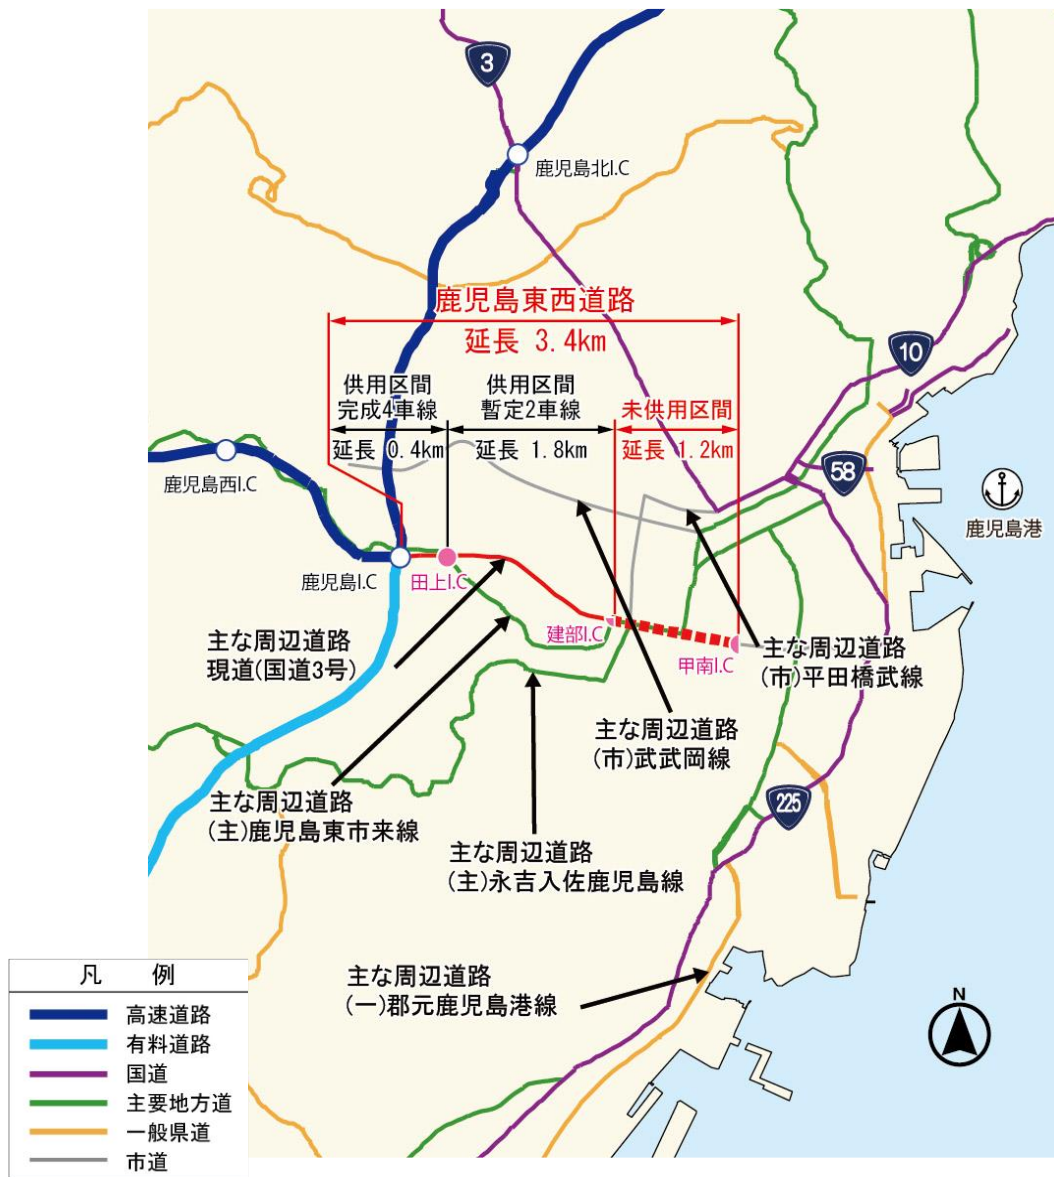 3
鹿児島北I.C
鹿児島東西道路
延長 3.4km
10
供用区間
完成4車線
延長 0.4km
供用区間
暫定2車線
延長 1.8km
未供用区間
延長 1.2km
58
鹿児島西I.C
鹿児島港
鹿児島I.C
田上I.C
建部I.C
甲南I.C
主な周辺道路
現道(国道3号)
主な周辺道路
(市)平田橋武線
主な周辺道路
(市)武武岡線
主な周辺道路
(主)鹿児島東市来線
225
主な周辺道路
(主)永吉入佐鹿児島線
主な周辺道路
(一)郡元鹿児島港線
凡 例
高速道路
有料道路
国道
主要地方道
一般県道
市道
N